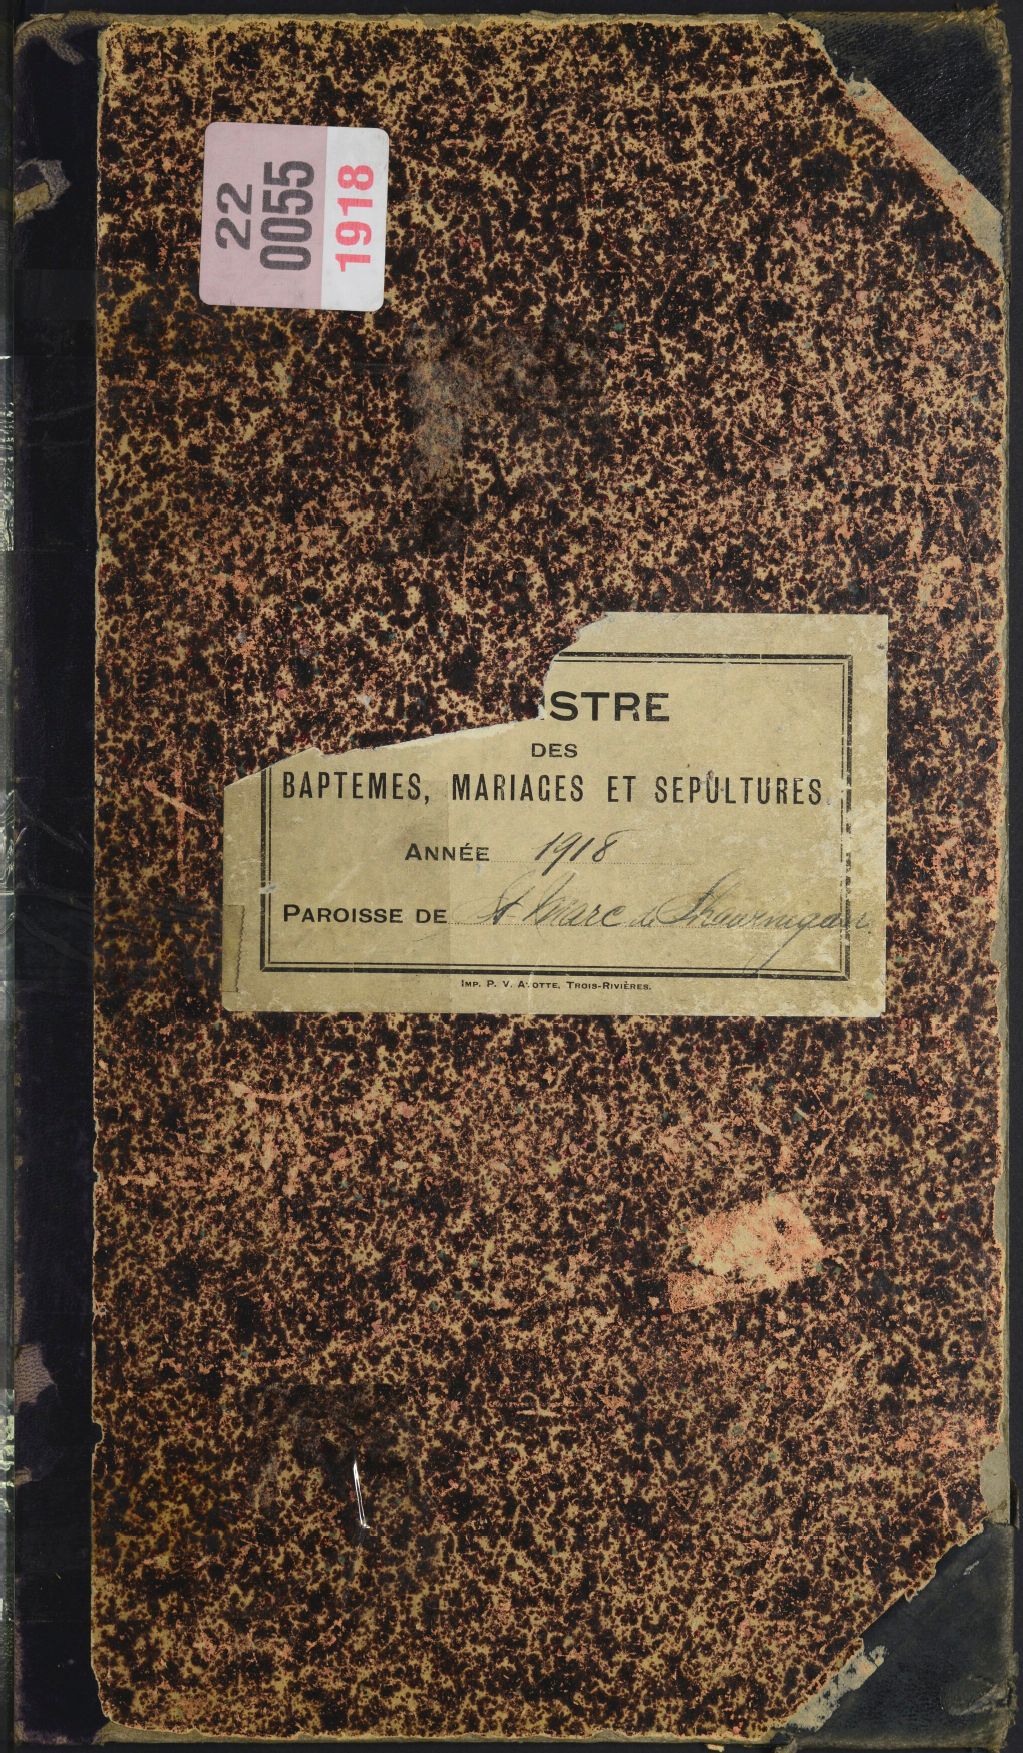 22
0055
1918
STRE
DES
BAPTEMES, MARIAGES ET SEPULTURES
ANNÉE 1918
PAROISSE DE St Marc de Shawinigan
IMP. P. V. AYOTTE, TROIS-RIVIÈRES.